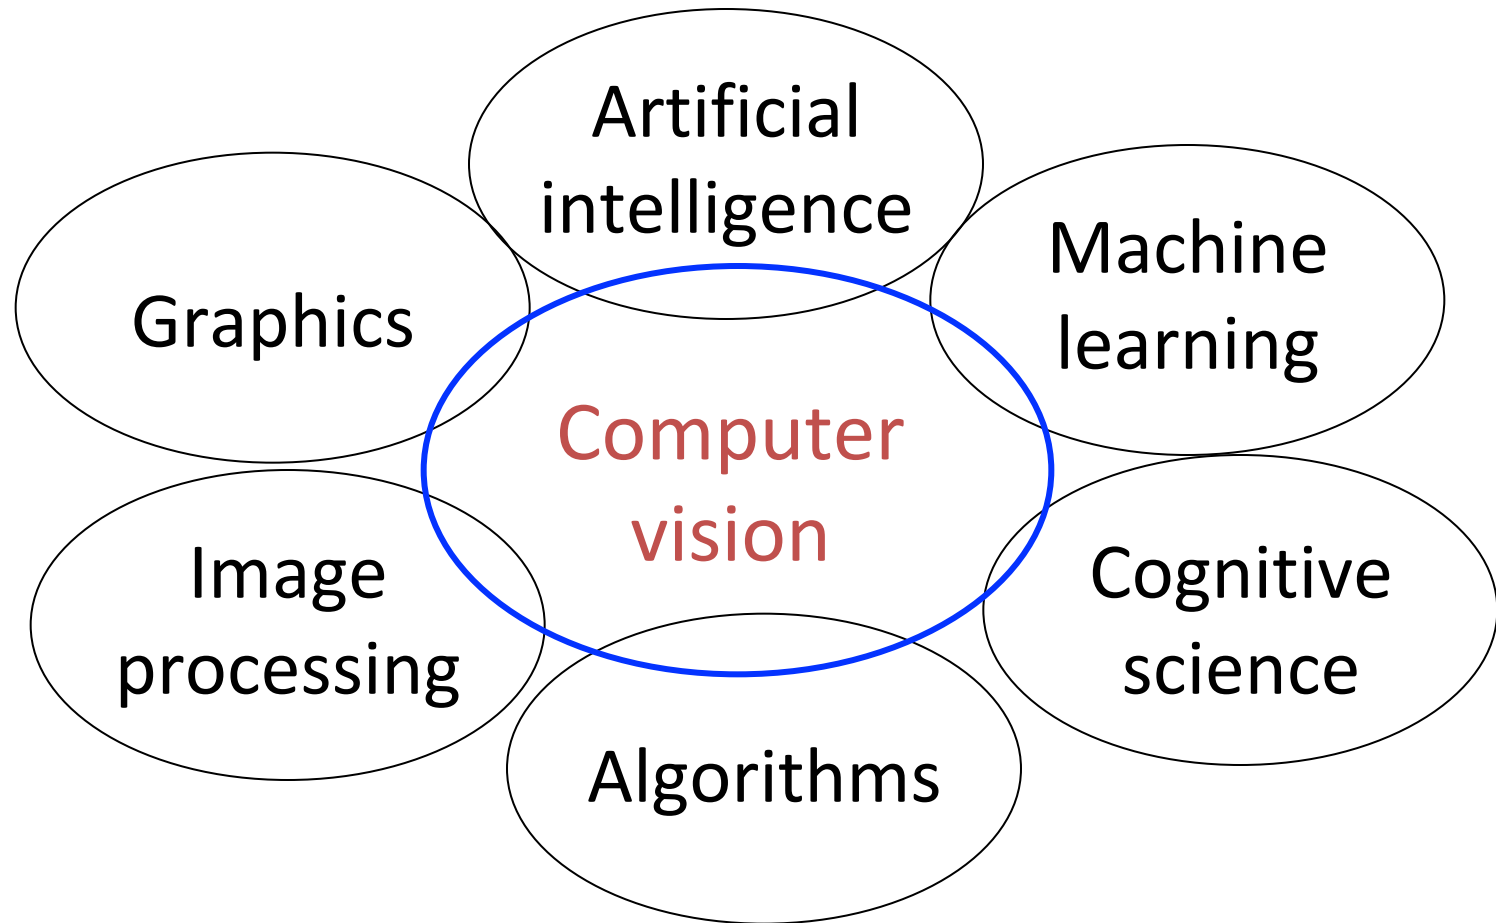 Artificial
intelligence
Machine
learning
Graphics
Computer
vision
Image
processing
Cognitive
science
Algorithms